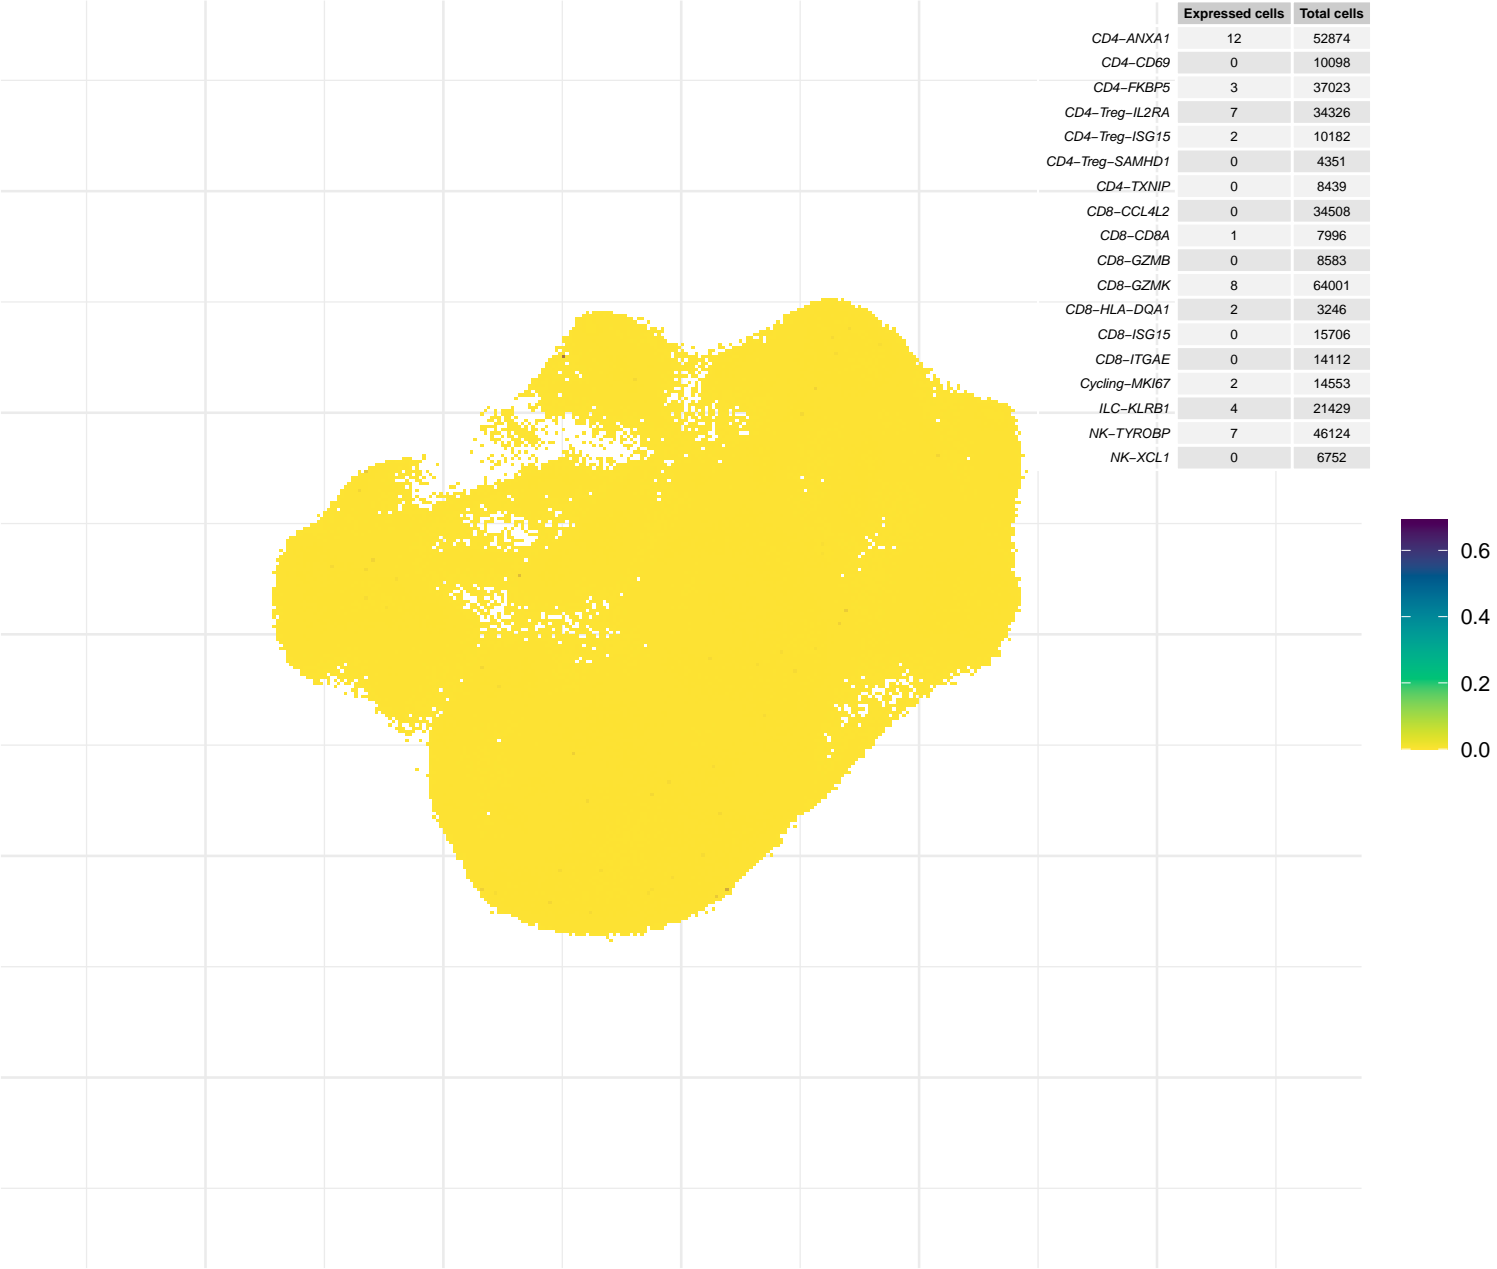 Expressed cells Total cells
CD4−ANXA1 12 52874
CD4−CD69 0 10098
CD4−FKBP5 3 37023
CD4−Treg−IL2RA 7 34326
CD4−Treg−ISG15 2 10182
CD4−Treg−SAMHD1 0 4351
CD4−TXNIP 0 8439
CD8−CCL4L2 0 34508
CD8−CD8A 1 7996
CD8−GZMB 0 8583
CD8−GZMK 8 64001
CD8−HLA−DQA1 2 3246
CD8−ISG15 0 15706
CD8−ITGAE 0 14112
Cycling−MKI67 2 14553
ILC−KLRB1 4 21429
NK−TYROBP 7 46124
NK−XCL1 0 6752
0.6
0.4
0.2
0.0